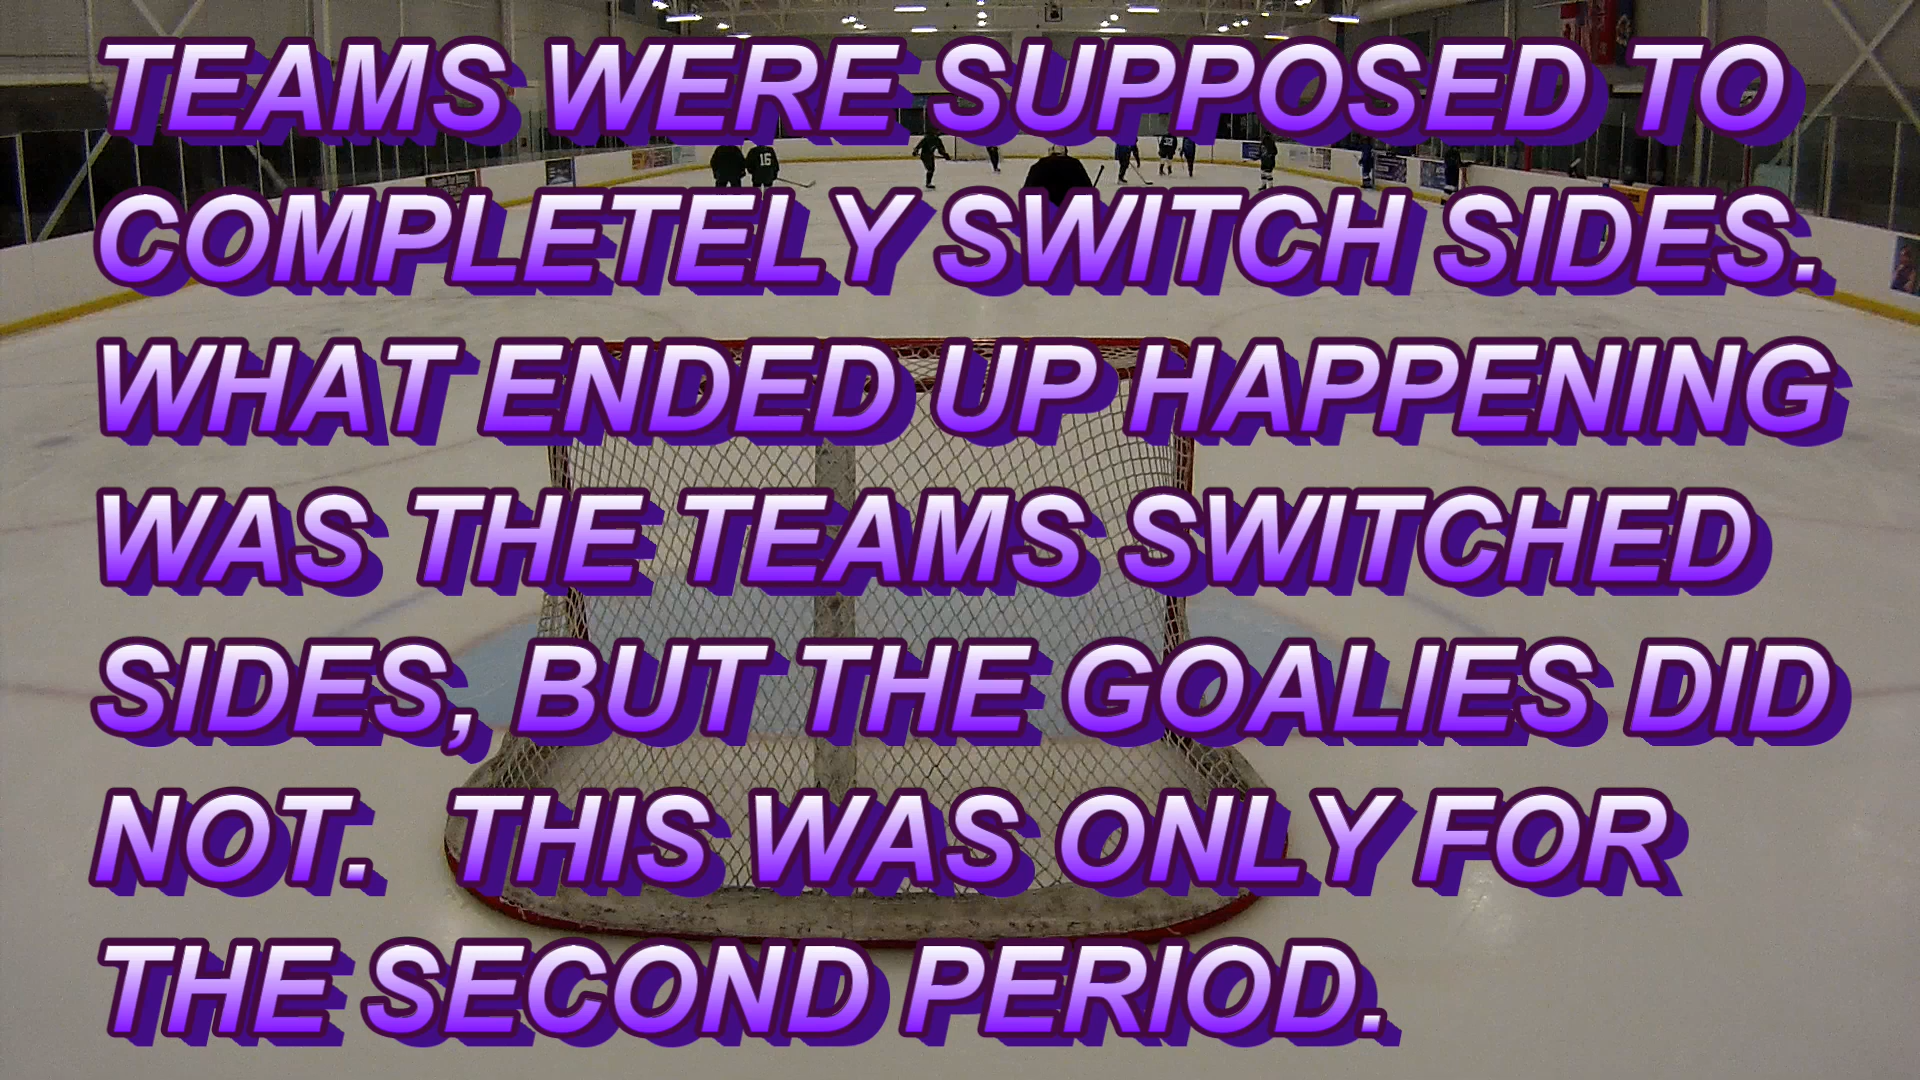 TEAMS WERE SUPPOSED TO
COMPLETELY SWITCH SIDES.
WHAT ENDED UP HAPPENING
WAS THE TEAMS SWITCHED
SIDES, BUT THE GOALIES DID
NOT. THIS WAS ONLY FOR
THE SECOND PERIOD.
16